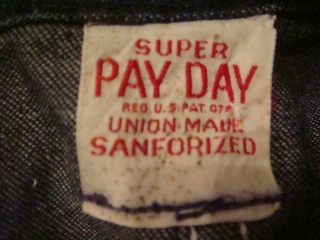 SUPER
PAY DAY
REG. U.S. PAT. OFF.
UNION-MADE
SANFORIZED